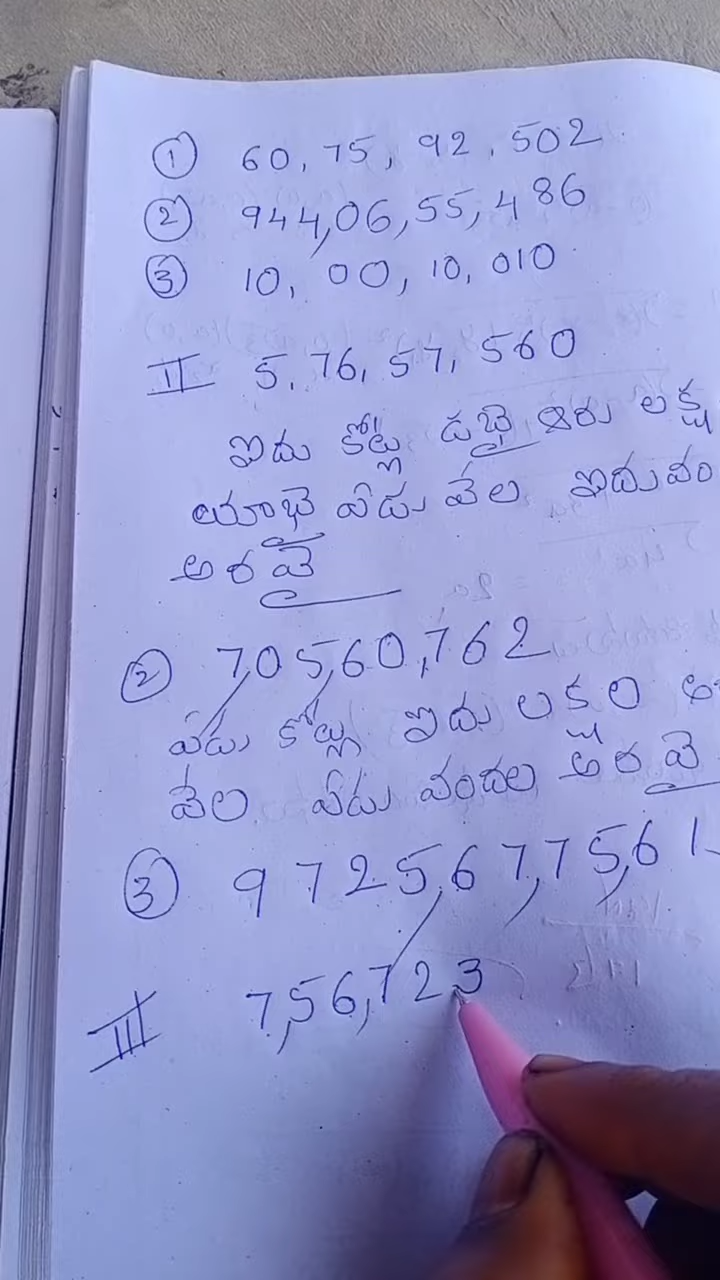 ① 60, 75, 92, 502
② 944,06,55,486
③ 10, 00, 10, 010
II 5,76,57,560
ఐదు కోట్ల డబ్భై ఆరు లక్ష
యాభై ఏడు వేల ఐదువం
అరవై
② 7,05,60,762
ఏడు కోట్ల ఐదు లక్షల
వేల ఏడు వందల అరవై
③ 9725,67,75,61
III 7,56,723